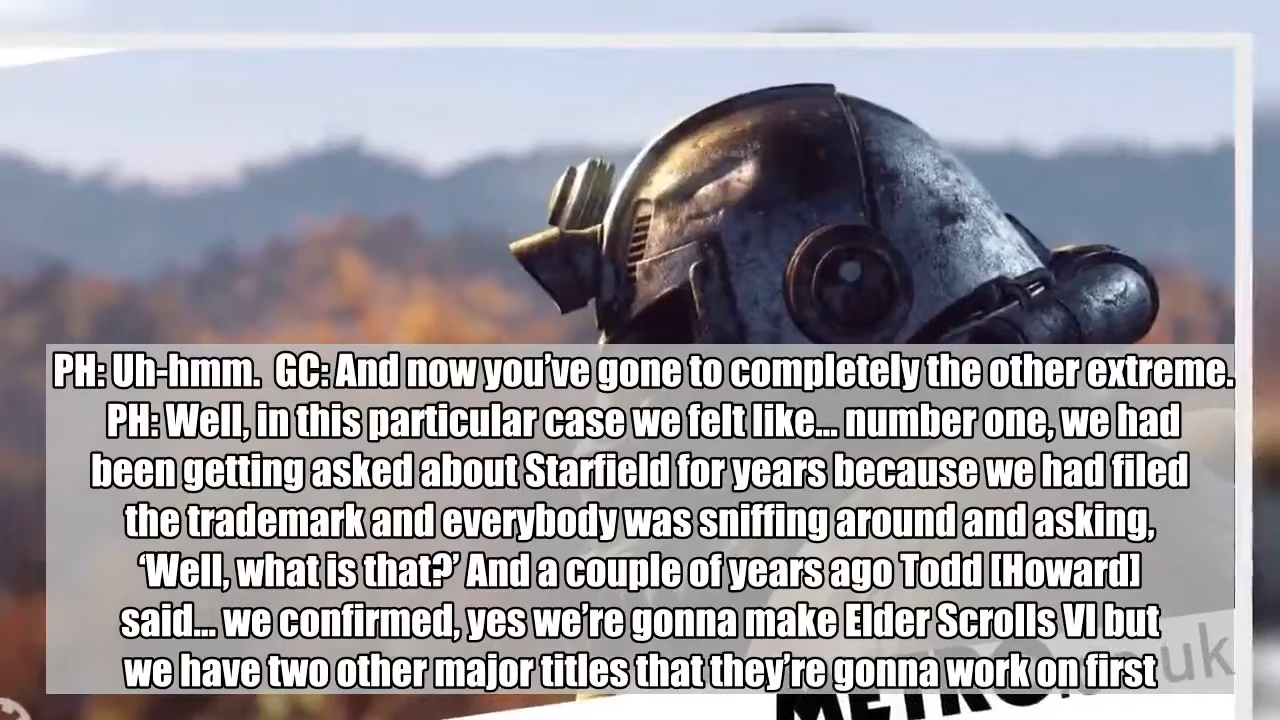 PH: Uh-hmm.  GC: And now you’ve gone to completely the other extreme.
PH: Well, in this particular case we felt like... number one, we had
been getting asked about Starfield for years because we had filed
the trademark and everybody was sniffing around and asking,
‘Well, what is that?’ And a couple of years ago Todd [Howard]
said... we confirmed, yes we’re gonna make Elder Scrolls VI but
we have two other major titles that they’re gonna work on first
uk